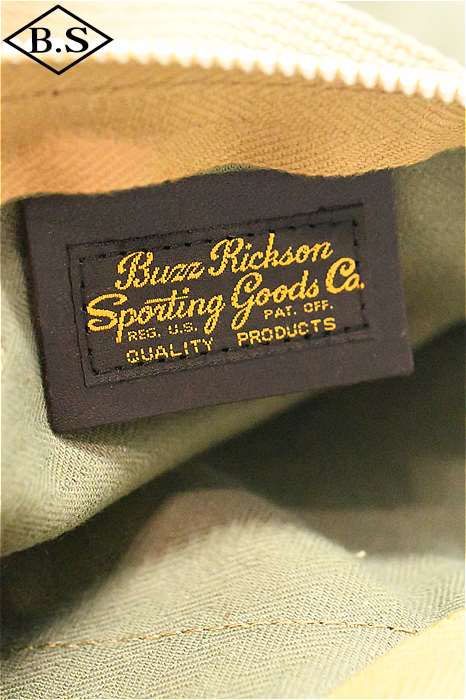 B.S
Buzz Rickson
Sporting Goods Co.
REG. U.S. PAT. OFF.
QUALITY PRODUCTS